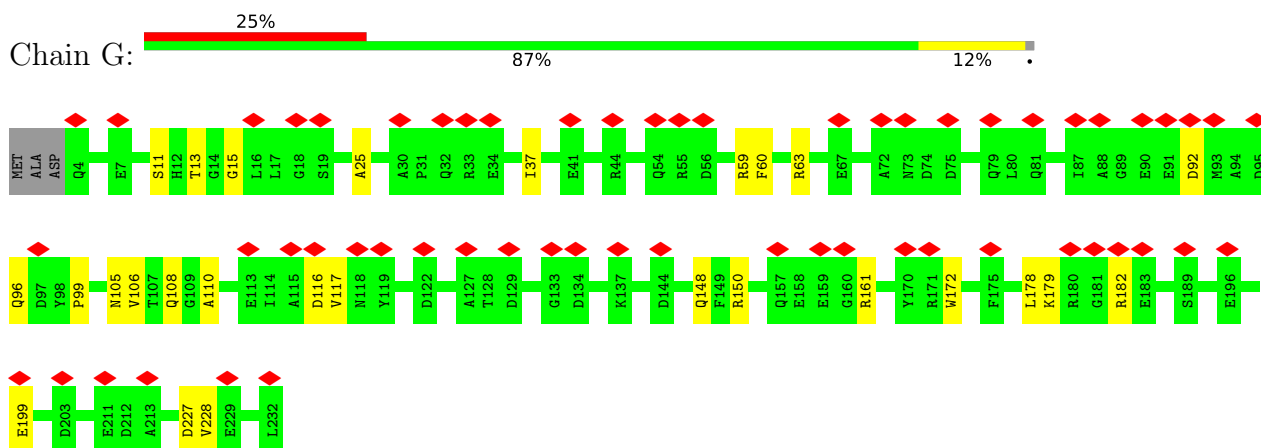 25%
Chain G:
87% 12% •
MET ALA ASP Q4 E7 S11 H12 T13 G14 G15 L16 L17 G18 S19 A25 A30 P31 Q32 R33 E34 I37 E41 R44 Q54 R55 D56 R59 F60 R63 E67 A72 N73 D74 D75 Q79 L80 Q81 I87 A88 G89 E90 E91 D92 M93 A94 D95
Q96 D97 Y98 P99 N105 V106 T107 Q108 G109 A110 E113 I114 A115 D116 V117 N118 Y119 D122 A127 T128 D129 G133 D134 K137 D144 Q148 F149 R150 Q157 E158 E159 G160 R161 Y170 R171 W172 F175 L178 K179 R180 G181 R182 E183 S189 E196
E199 D203 E211 D212 A213 D227 V228 E229 L232